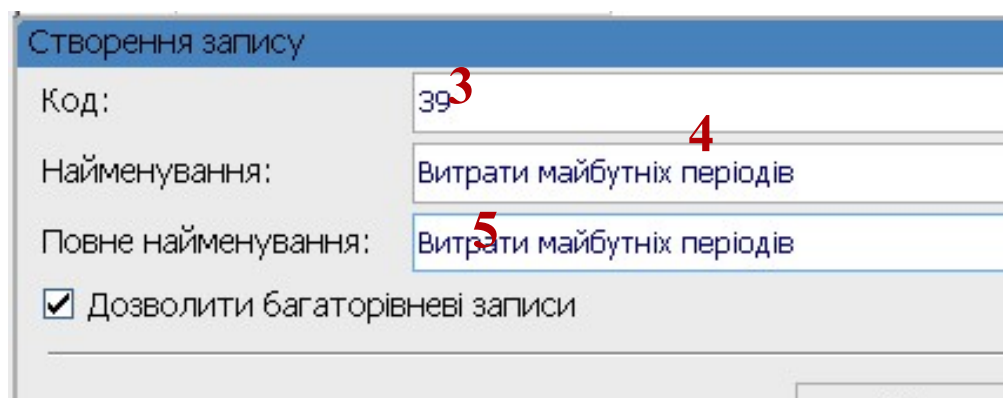 Створення запису
Код: 39 3
4
Найменування: Витрати майбутніх періодів
Повне найменування: Витрати майбутніх періодів 5
Дозволити багаторівневі записи